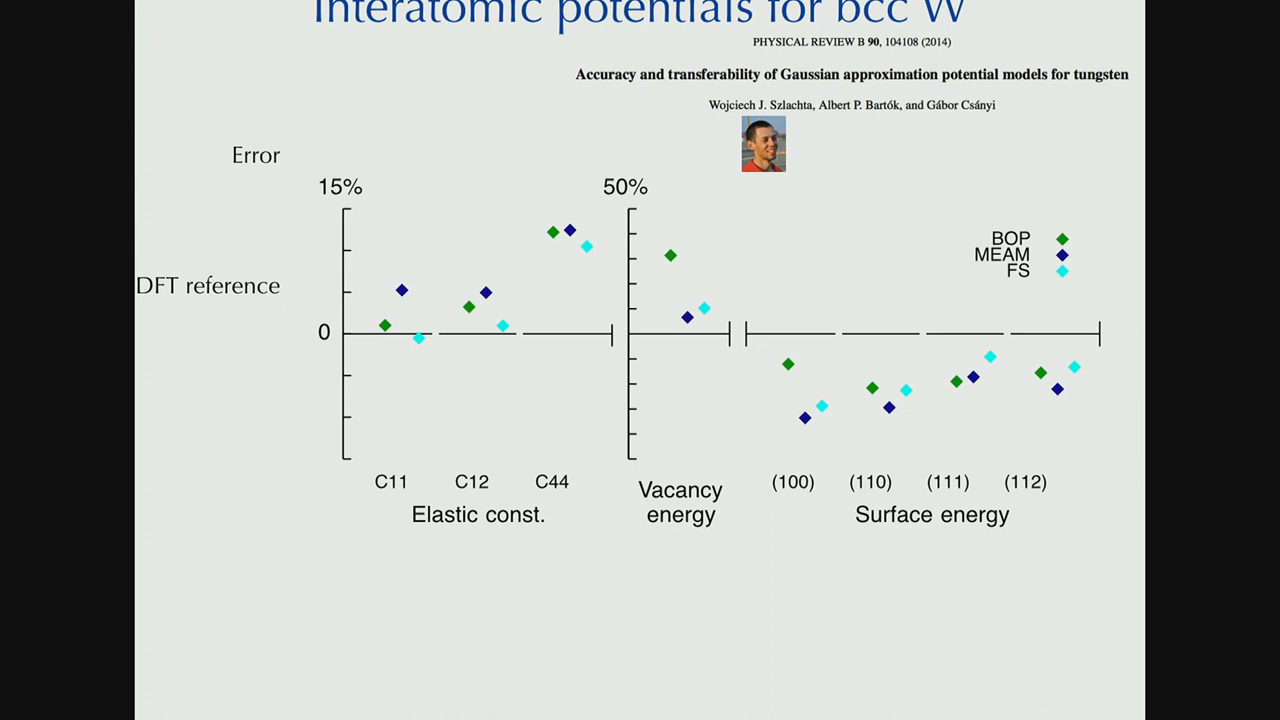 Interatomic potentials for bcc W
PHYSICAL REVIEW B 90, 104108 (2014)
Accuracy and transferability of Gaussian approximation potential models for tungsten
Wojciech J. Szlachta, Albert P. Bartók, and Gábor Csányi
Error
15%
50%
BOP
MEAM
FS
DFT reference
0
C11
C12
C44
Elastic const.
Vacancy
energy
(100)
(110)
(111)
(112)
Surface energy